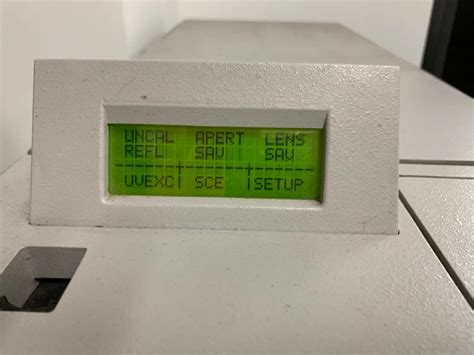 UNCAL APERT LENS
REFL SAV SAV
UVEXC SCE SETUP